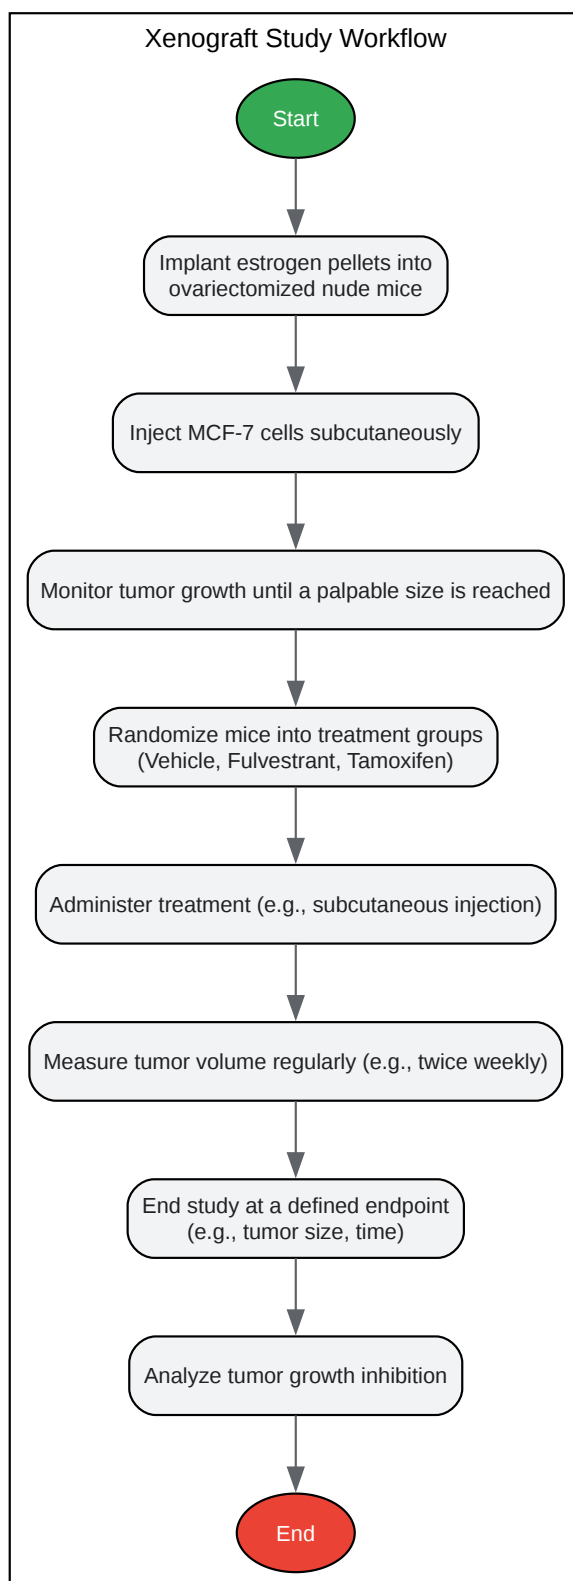 Xenograft Study Workflow
Start
Implant estrogen pellets into
ovariectomized nude mice
Inject MCF-7 cells subcutaneously
Monitor tumor growth until a palpable size is reached
Randomize mice into treatment groups
(Vehicle, Fulvestrant, Tamoxifen)
Administer treatment (e.g., subcutaneous injection)
Measure tumor volume regularly (e.g., twice weekly)
End study at a defined endpoint
(e.g., tumor size, time)
Analyze tumor growth inhibition
End